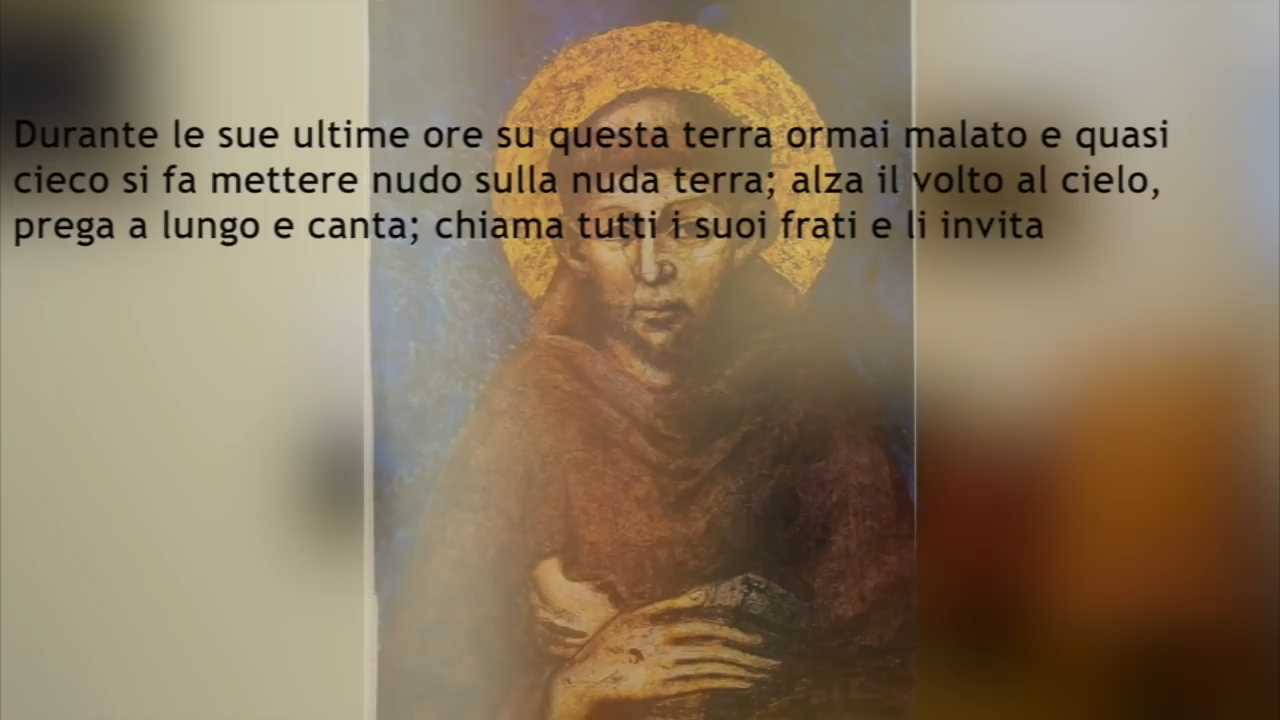 Durante le sue ultime ore su questa terra ormai malato e quasi
cieco si fa mettere nudo sulla nuda terra; alza il volto al cielo,
prega a lungo e canta; chiama tutti i suoi frati e li invita